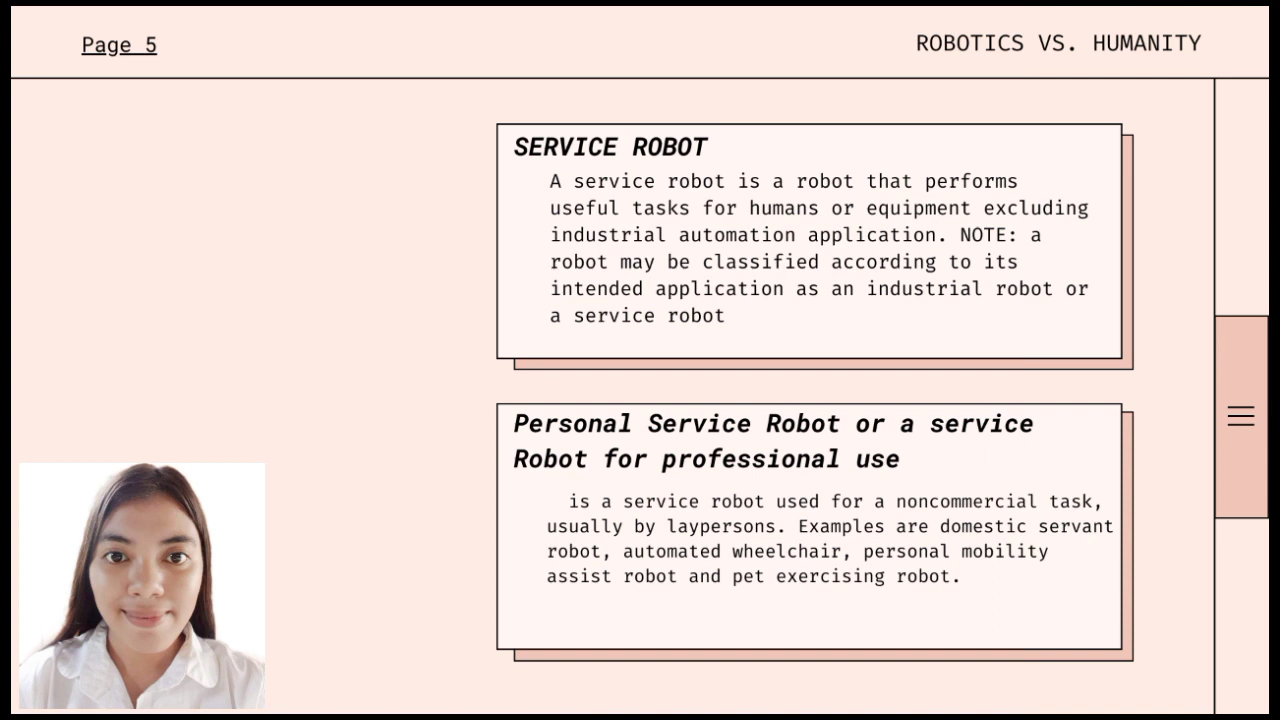 Page 5
ROBOTICS VS. HUMANITY
SERVICE ROBOT
A service robot is a robot that performs
useful tasks for humans or equipment excluding
industrial automation application. NOTE: a
robot may be classified according to its
intended application as an industrial robot or
a service robot
Personal Service Robot or a service
Robot for professional use
is a service robot used for a noncommercial task,
usually by laypersons. Examples are domestic servant
robot, automated wheelchair, personal mobility
assist robot and pet exercising robot.